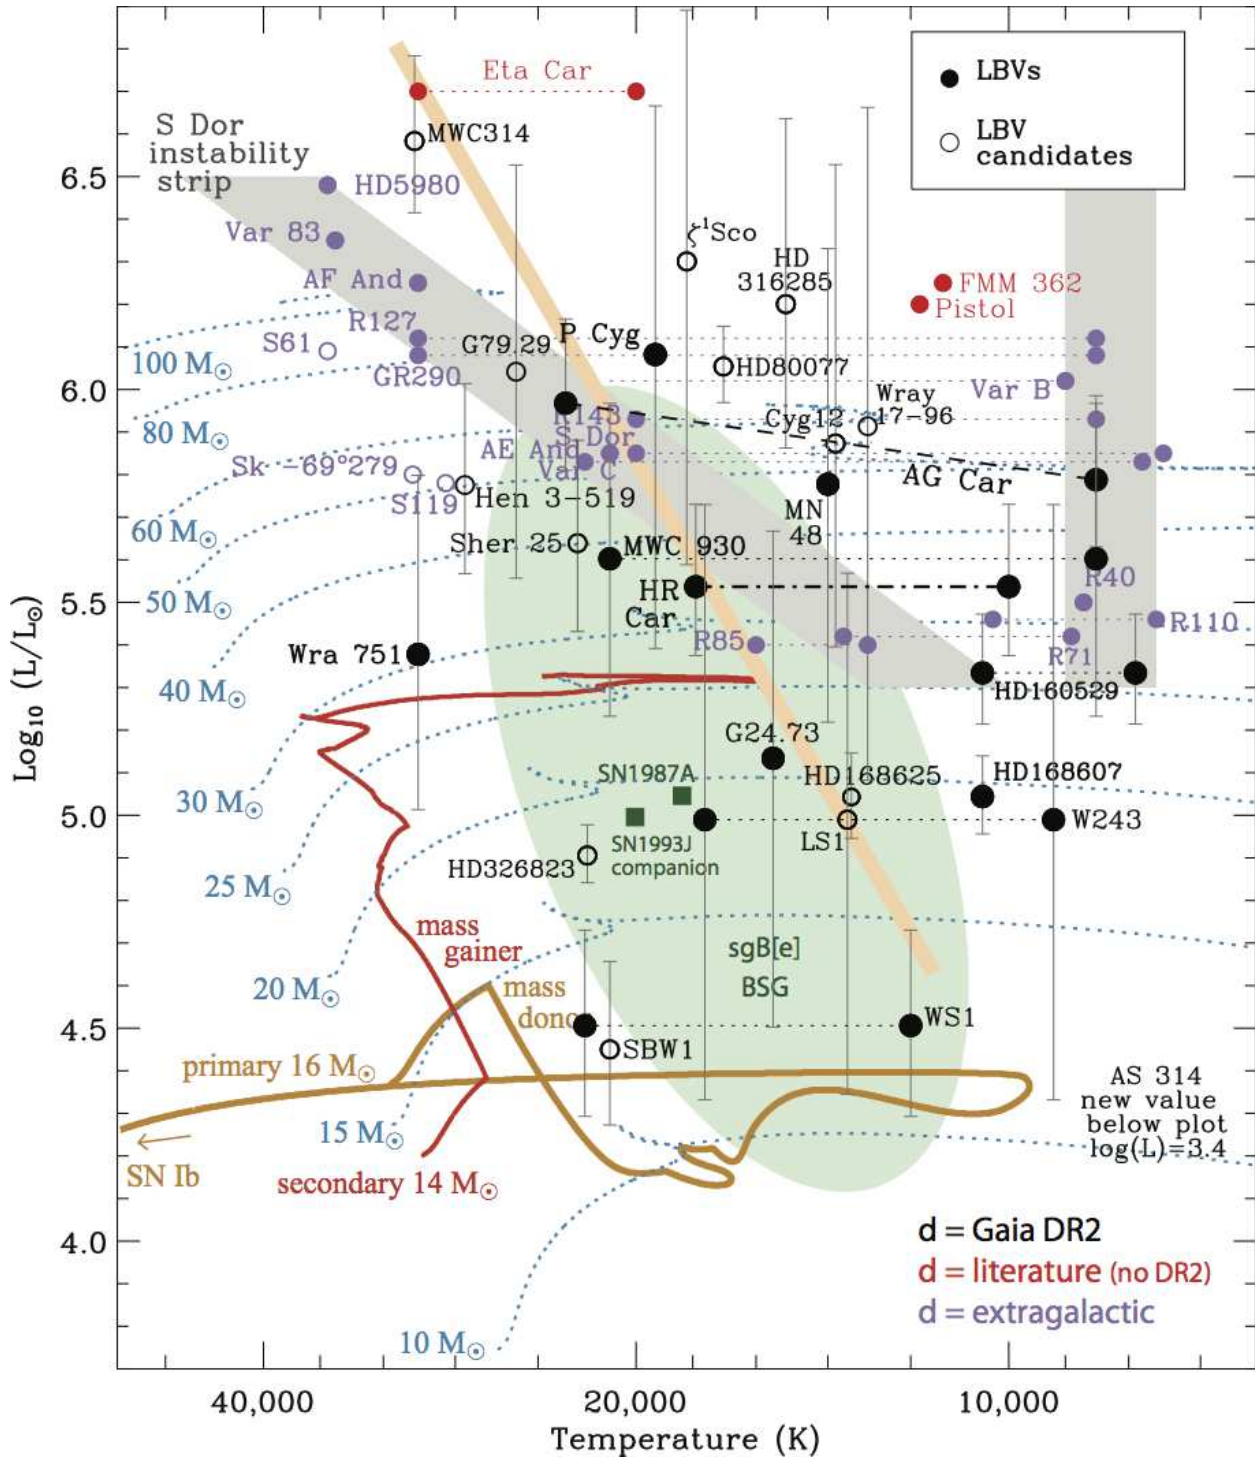 Eta Car
LBVs
LBV
candidates
S Dor
instability
strip
MWC314
6.5
HD5980
Var 83
ζ¹Sco
HD
316285
AF And
FMM 362
Pistol
R127
P Cyg
S61
G79.29
100 M⊙
GR290
HD80077
Var B
6.0
Wray
17-96
R143
Cyg12
80 M⊙
AE And
S Dor
Var C
Sk -69°279
S119
Hen 3-519
AG Car
MN
48
60 M⊙
Sher 25
MWC 930
R40
50 M⊙
5.5
HR
Car
R85
R110
R71
Wra 751
40 M⊙
HD160529
Log₁₀ (L/L⊙)
G24.73
SN1987A
HD168625
HD168607
30 M⊙
5.0
SN1993J
companion
LS1
W243
HD326823
25 M⊙
mass
gainer
sgB[e]
BSG
20 M⊙
mass
dono
WS1
4.5
SBW1
primary 16 M⊙
AS 314
new value
below plot
log(L)=3.4
15 M⊙
SN Ib
secondary 14 M⊙
4.0
d = Gaia DR2
d = literature (no DR2)
d = extragalactic
10 M⊙
40,000
20,000
10,000
Temperature (K)